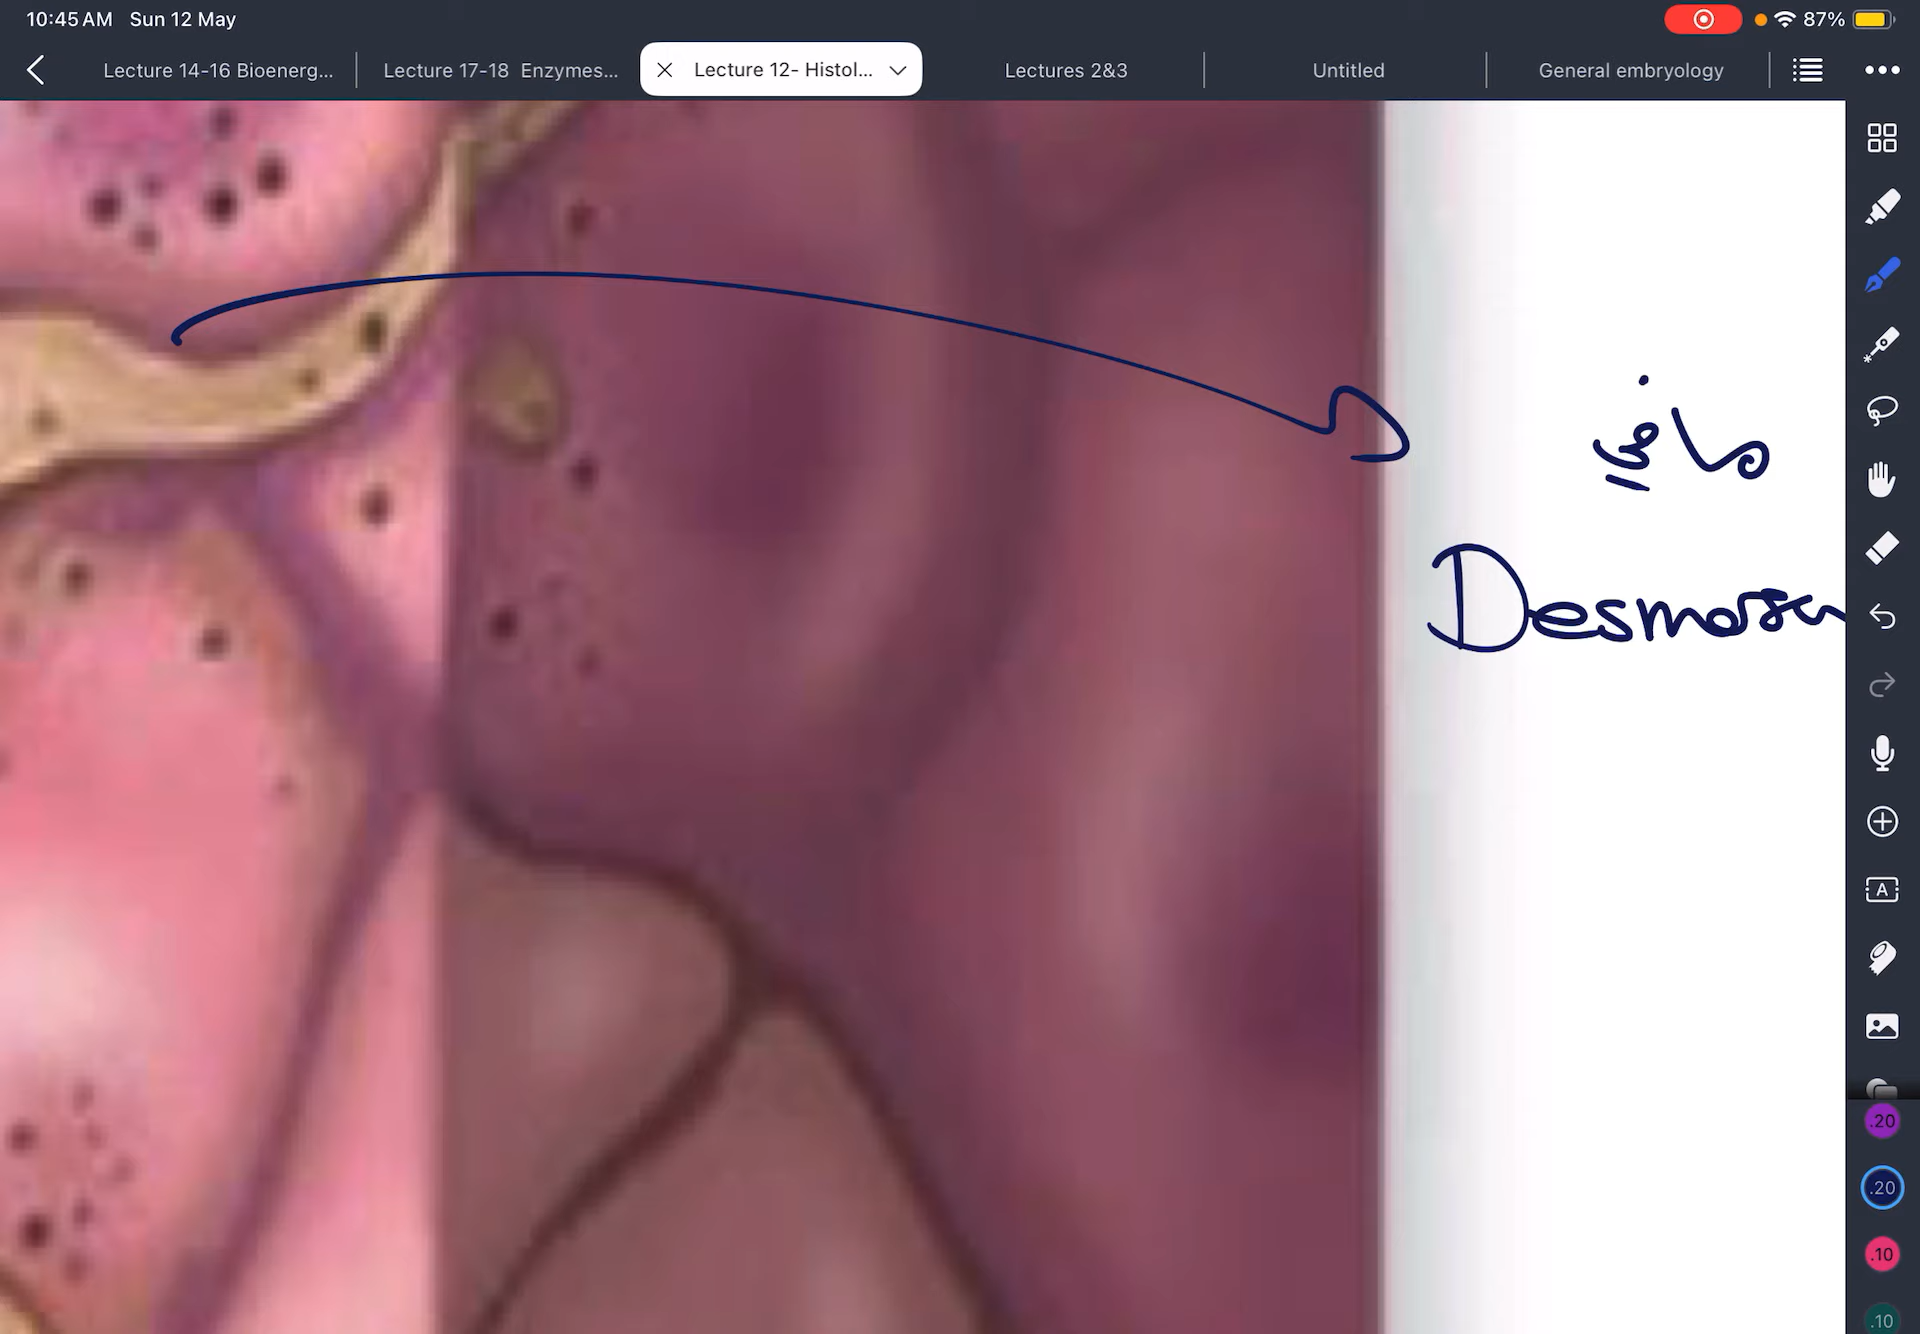 10:45 AM Sun 12 May 87%
Lecture 14-16 Bioenerg... Lecture 17-18 Enzymes... Lecture 12- Histol... Lectures 2&3 Untitled General embryology
Desmoso
A
.20
.20
.10
.10